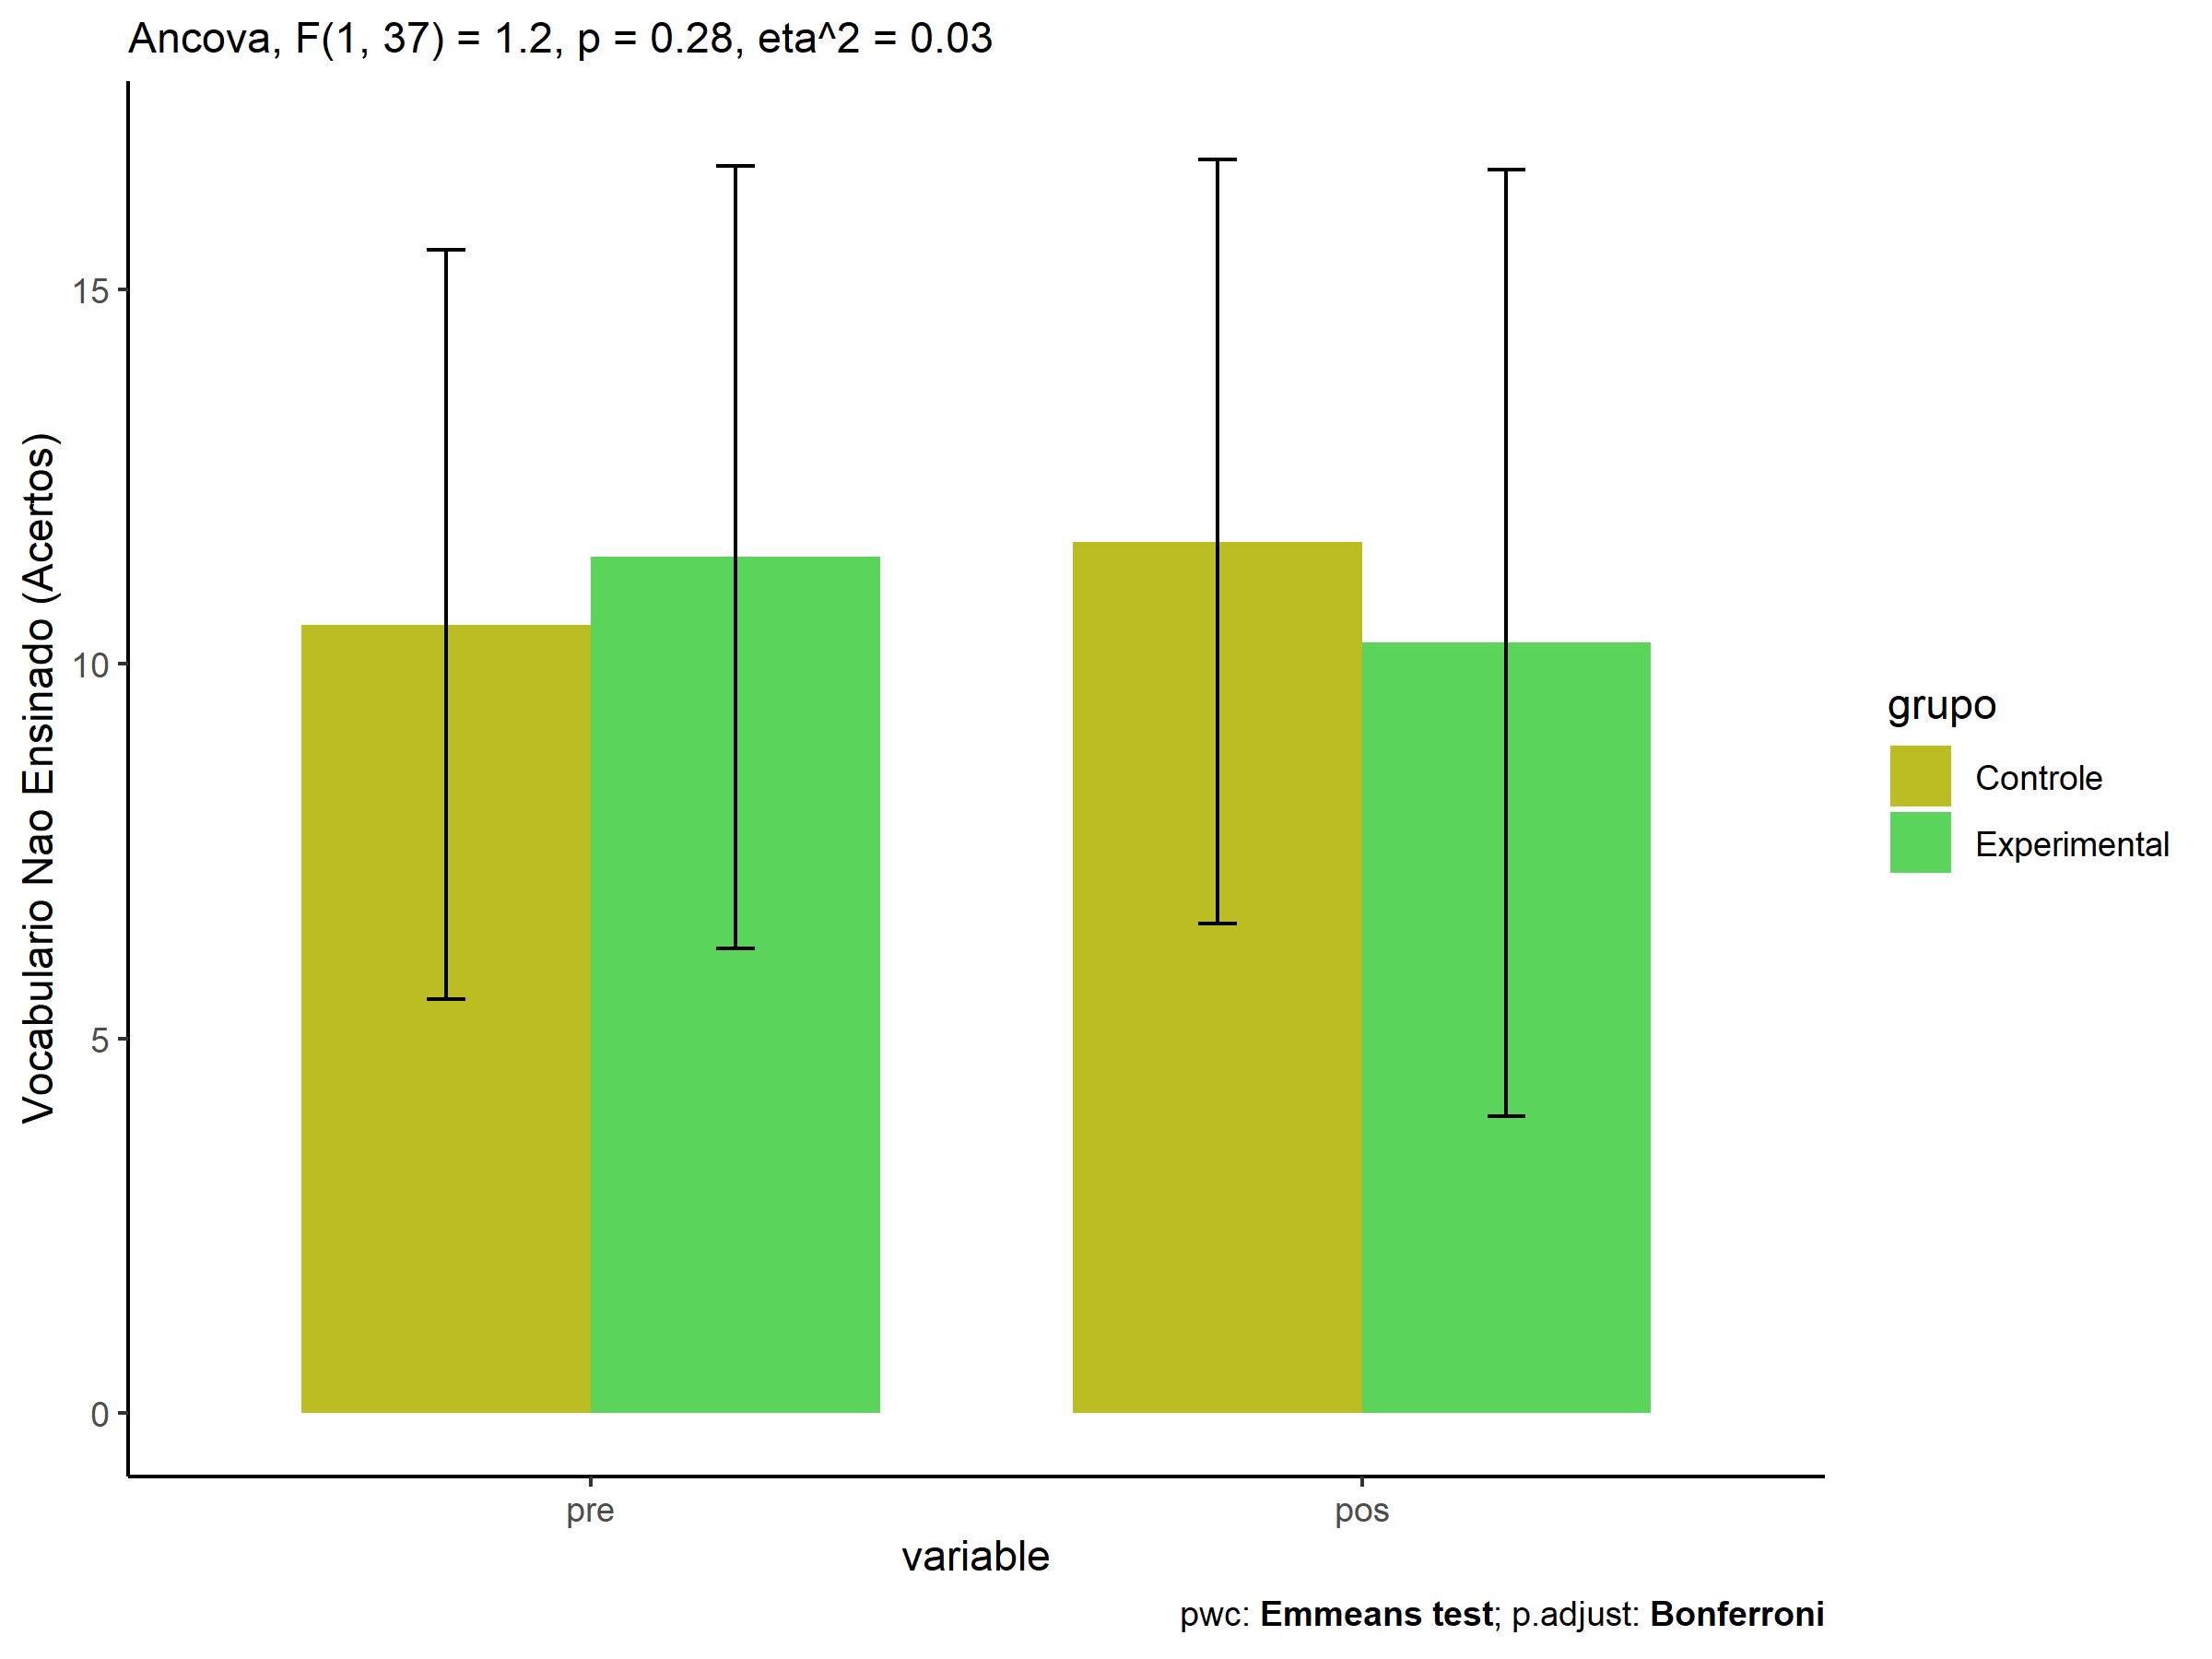 Ancova, F(1, 37) = 1.2, p = 0.28, eta^2 = 0.03
Vocabulario Nao Ensinado (Acertos)
15
10
5
0
pre
pos
variable
grupo
Controle
Experimental
pwc: Emmeans test; p.adjust: Bonferroni